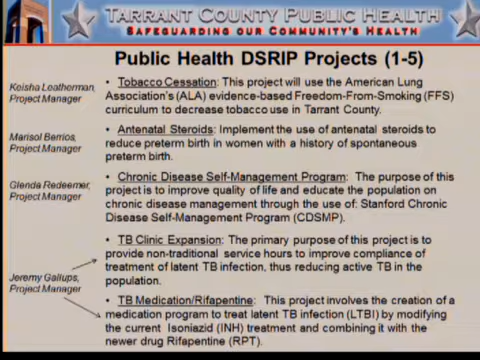 TARRANT COUNTY PUBLIC HEALTH
SAFEGUARDING OUR COMMUNITY'S HEALTH
Public Health DSRIP Projects (1-5)
Keisha Leatherman,
Project Manager
• Tobacco Cessation: This project will use the American Lung
Association's (ALA) evidence-based Freedom-From-Smoking (FFS)
curriculum to decrease tobacco use in Tarrant County.
Marisol Berrios,
Project Manager
• Antenatal Steroids: Implement the use of antenatal steroids to
reduce preterm birth in women with a history of spontaneous
preterm birth.
Glenda Redeemer,
Project Manager
• Chronic Disease Self-Management Program: The purpose of this
project is to improve quality of life and educate the population on
chronic disease management through the use of: Stanford Chronic
Disease Self-Management Program (CDSMP).
Jeremy Gallups,
Project Manager
• TB Clinic Expansion: The primary purpose of this project is to
provide non-traditional service hours to improve compliance of
treatment of latent TB infection, thus reducing active TB in the
population.
• TB Medication/Rifapentine: This project involves the creation of a
medication program to treat latent TB infection (LTBI) by modifying
the current Isoniazid (INH) treatment and combining it with the
newer drug Rifapentine (RPT).